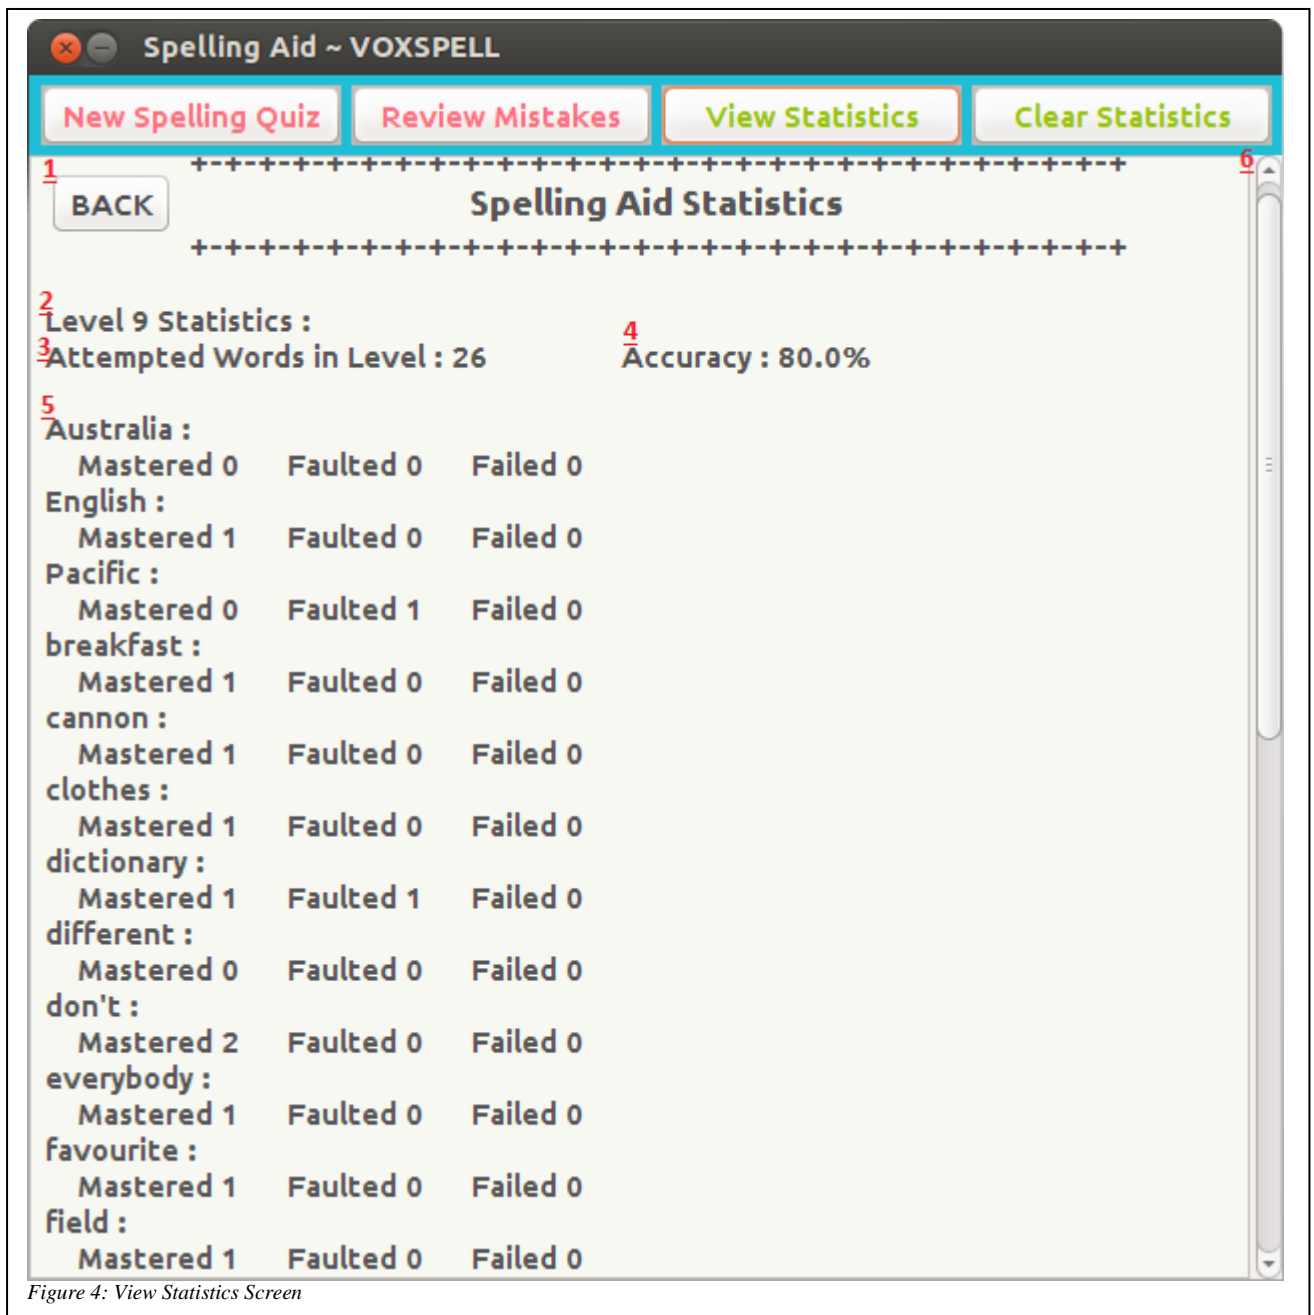 Spelling Aid ~ VOXSPELL
New Spelling Quiz Review Mistakes View Statistics Clear Statistics
1 +-+-+-+-+-+-+-+-+-+-+-+-+-+-+-+-+-+-+-+-+-+-+-+-+-+-+-+ 6
BACK Spelling Aid Statistics
+-+-+-+-+-+-+-+-+-+-+-+-+-+-+-+-+-+-+-+-+-+-+-+-+-+-+-+
2
Level 9 Statistics :
3 4
Attempted Words in Level : 26 Accuracy : 80.0%
5
Australia :
Mastered 0 Faulted 0 Failed 0
English :
Mastered 1 Faulted 0 Failed 0
Pacific :
Mastered 0 Faulted 1 Failed 0
breakfast :
Mastered 1 Faulted 0 Failed 0
cannon :
Mastered 1 Faulted 0 Failed 0
clothes :
Mastered 1 Faulted 0 Failed 0
dictionary :
Mastered 1 Faulted 1 Failed 0
different :
Mastered 0 Faulted 0 Failed 0
don't :
Mastered 2 Faulted 0 Failed 0
everybody :
Mastered 1 Faulted 0 Failed 0
favourite :
Mastered 1 Faulted 0 Failed 0
field :
Mastered 1 Faulted 0 Failed 0
Figure 4: View Statistics Screen